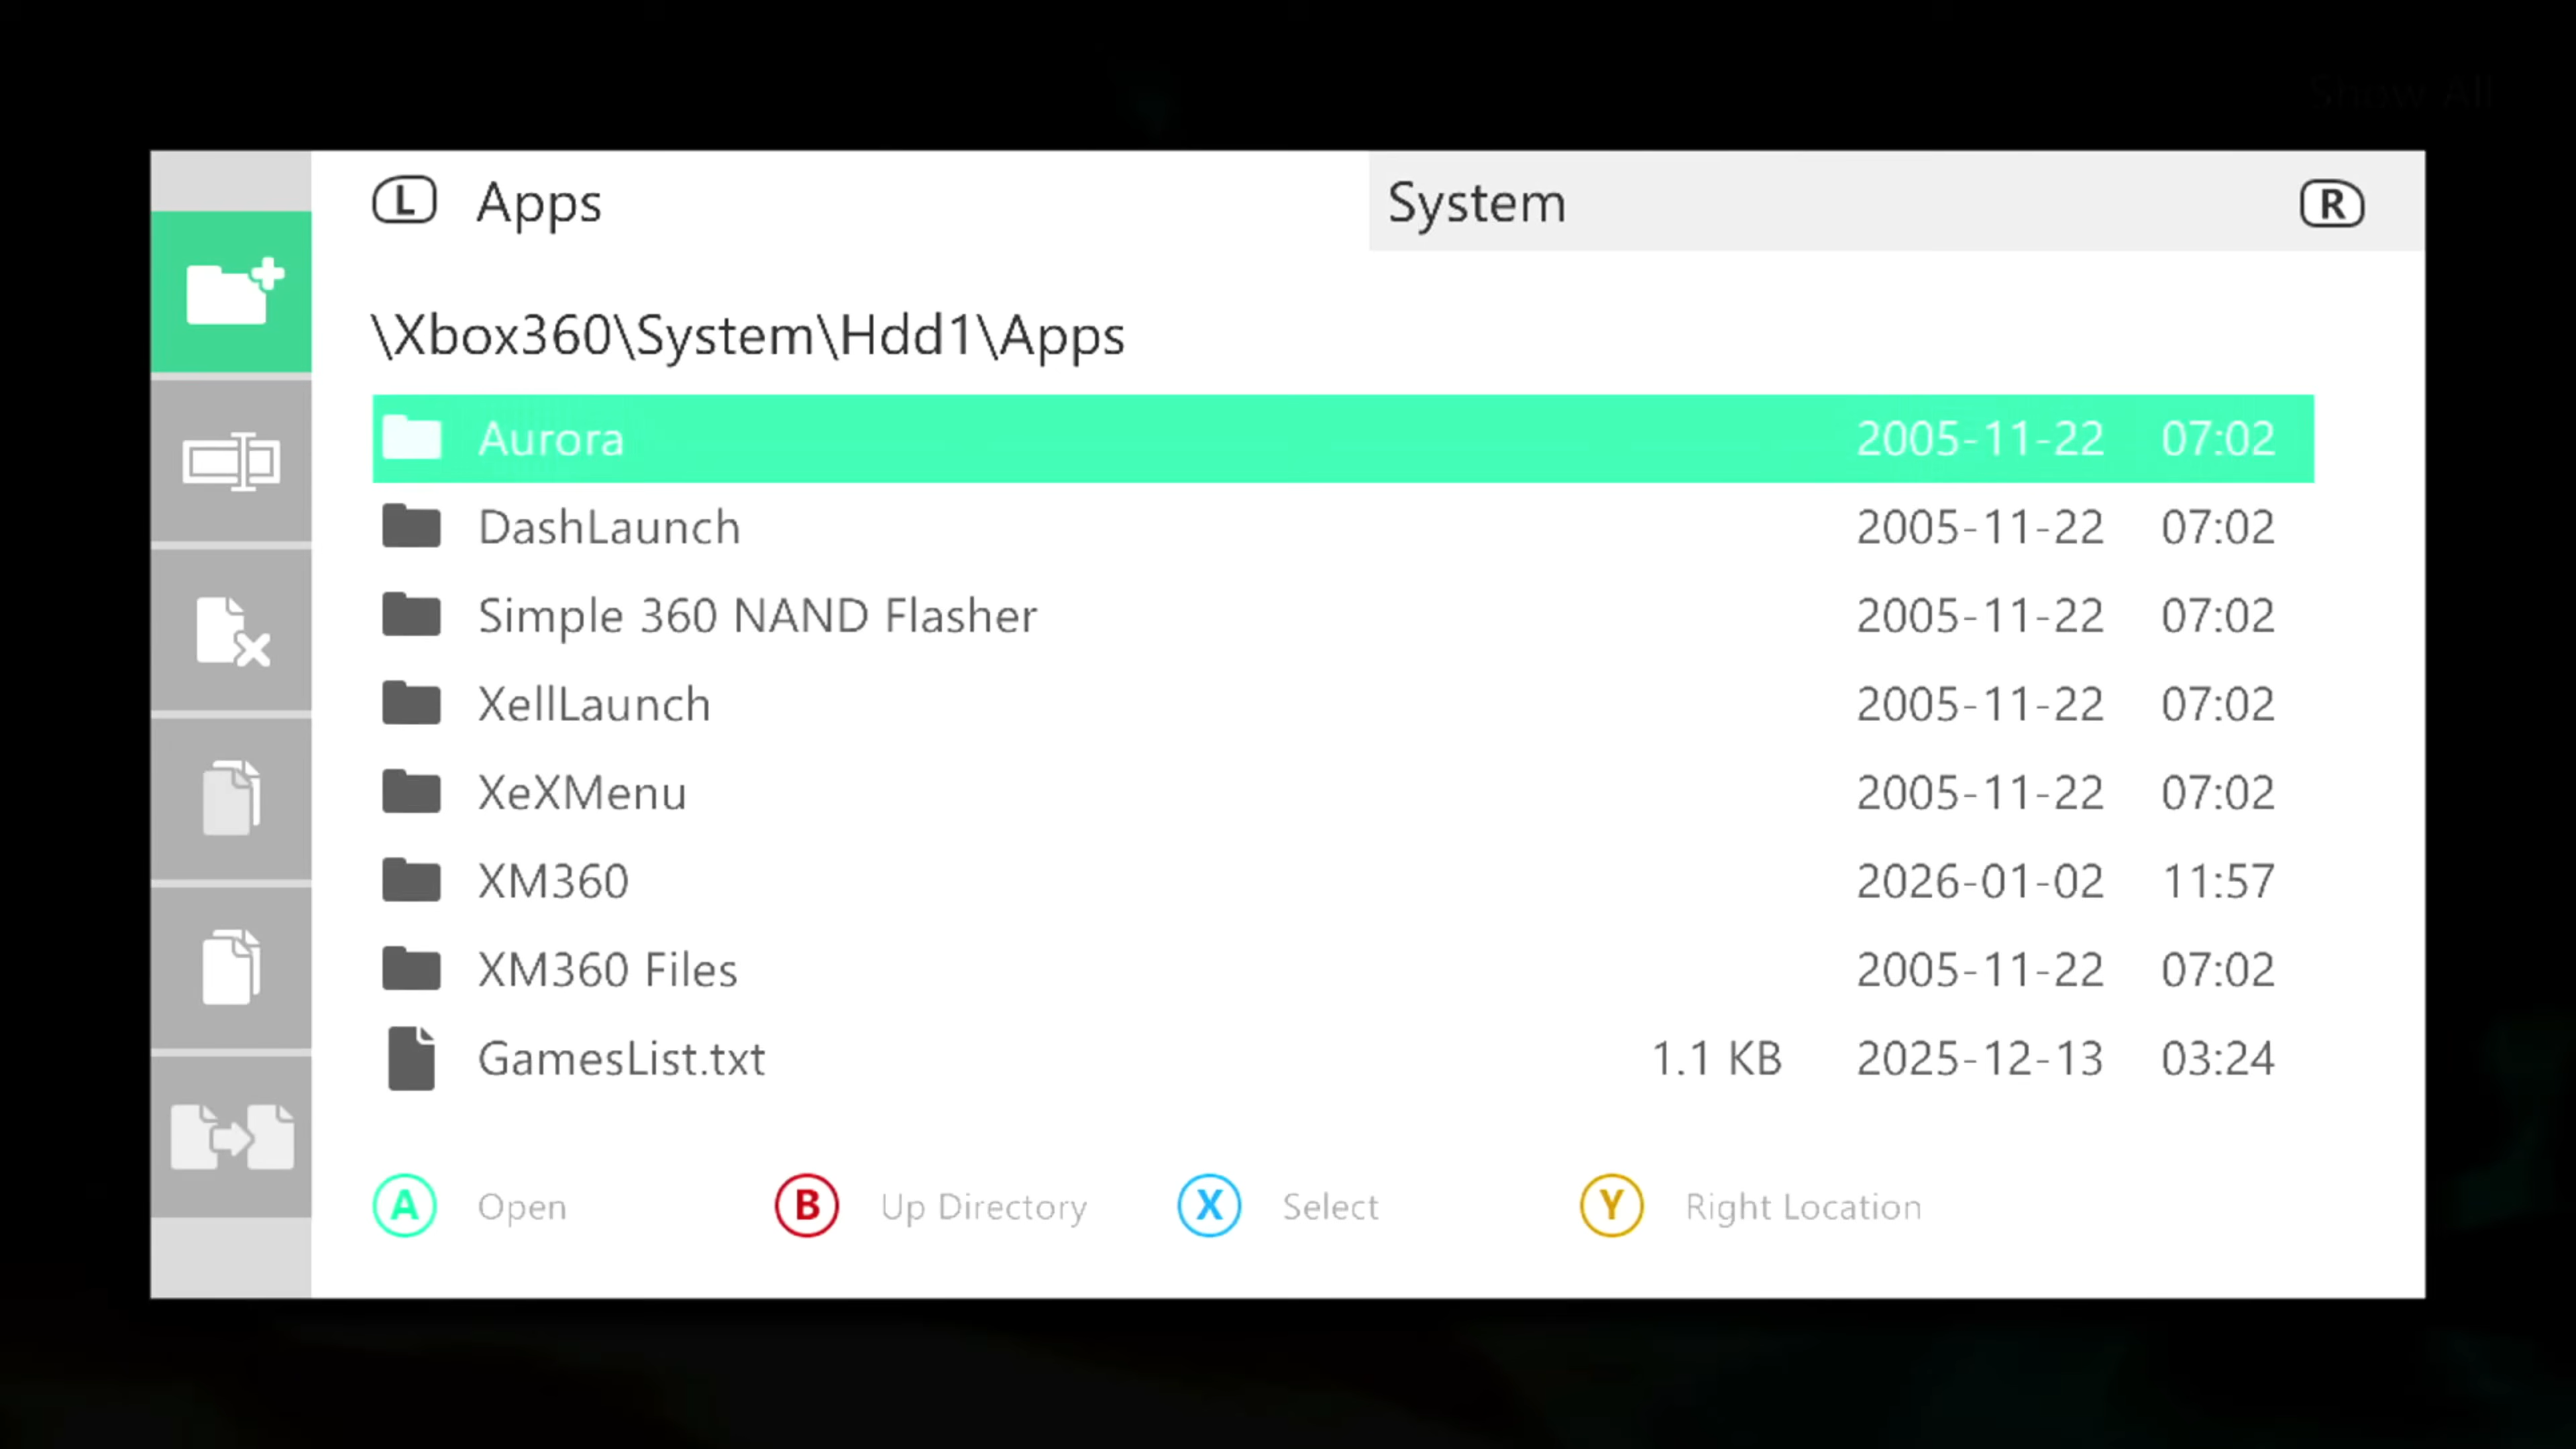 Show All
L Apps
System R
\Xbox360\System\Hdd1\Apps
Aurora 2005-11-22 07:02
DashLaunch 2005-11-22 07:02
Simple 360 NAND Flasher 2005-11-22 07:02
XellLaunch 2005-11-22 07:02
XeXMenu 2005-11-22 07:02
XM360 2026-01-02 11:57
XM360 Files 2005-11-22 07:02
GamesList.txt 1.1 KB 2025-12-13 03:24
A Open B Up Directory X Select Y Right Location